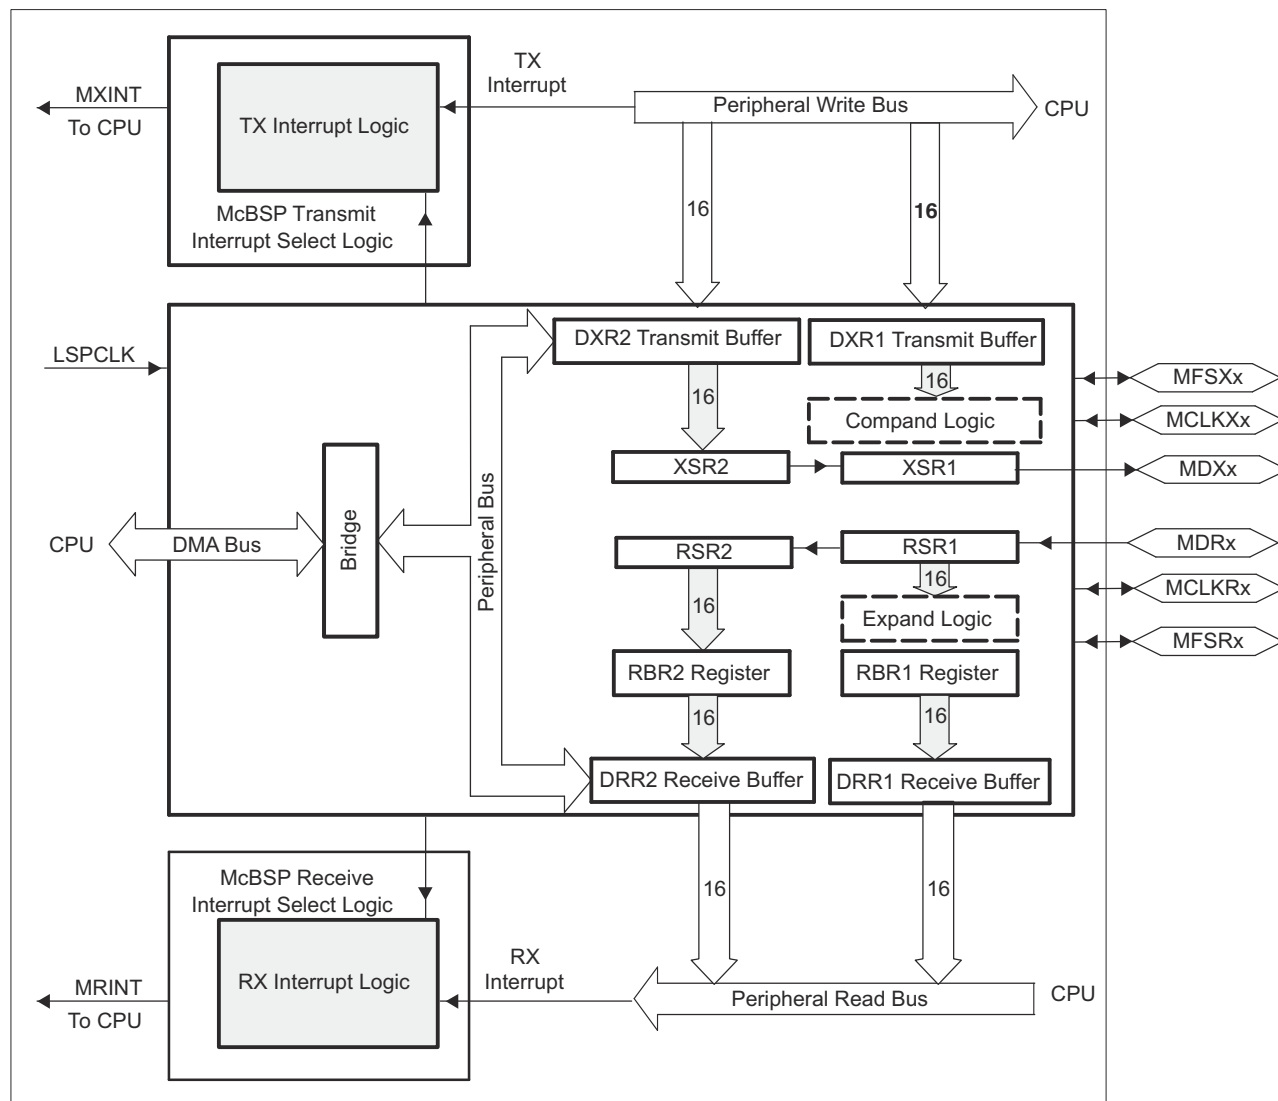 TX
Interrupt
MXINT
To CPU
TX Interrupt Logic
Peripheral Write Bus
CPU
McBSP Transmit
Interrupt Select Logic
16
16
LSPCLK
DXR2 Transmit Buffer
DXR1 Transmit Buffer
16
16
MFSXx
Compand Logic
MCLKXx
XSR2
XSR1
MDXx
CPU
DMA Bus
Bridge
Peripheral Bus
RSR2
RSR1
MDRx
16
16
MCLKRx
Expand Logic
MFSRx
RBR2 Register
RBR1 Register
16
16
DRR2 Receive Buffer
DRR1 Receive Buffer
McBSP Receive
Interrupt Select Logic
16
16
RX
Interrupt
MRINT
To CPU
RX Interrupt Logic
Peripheral Read Bus
CPU